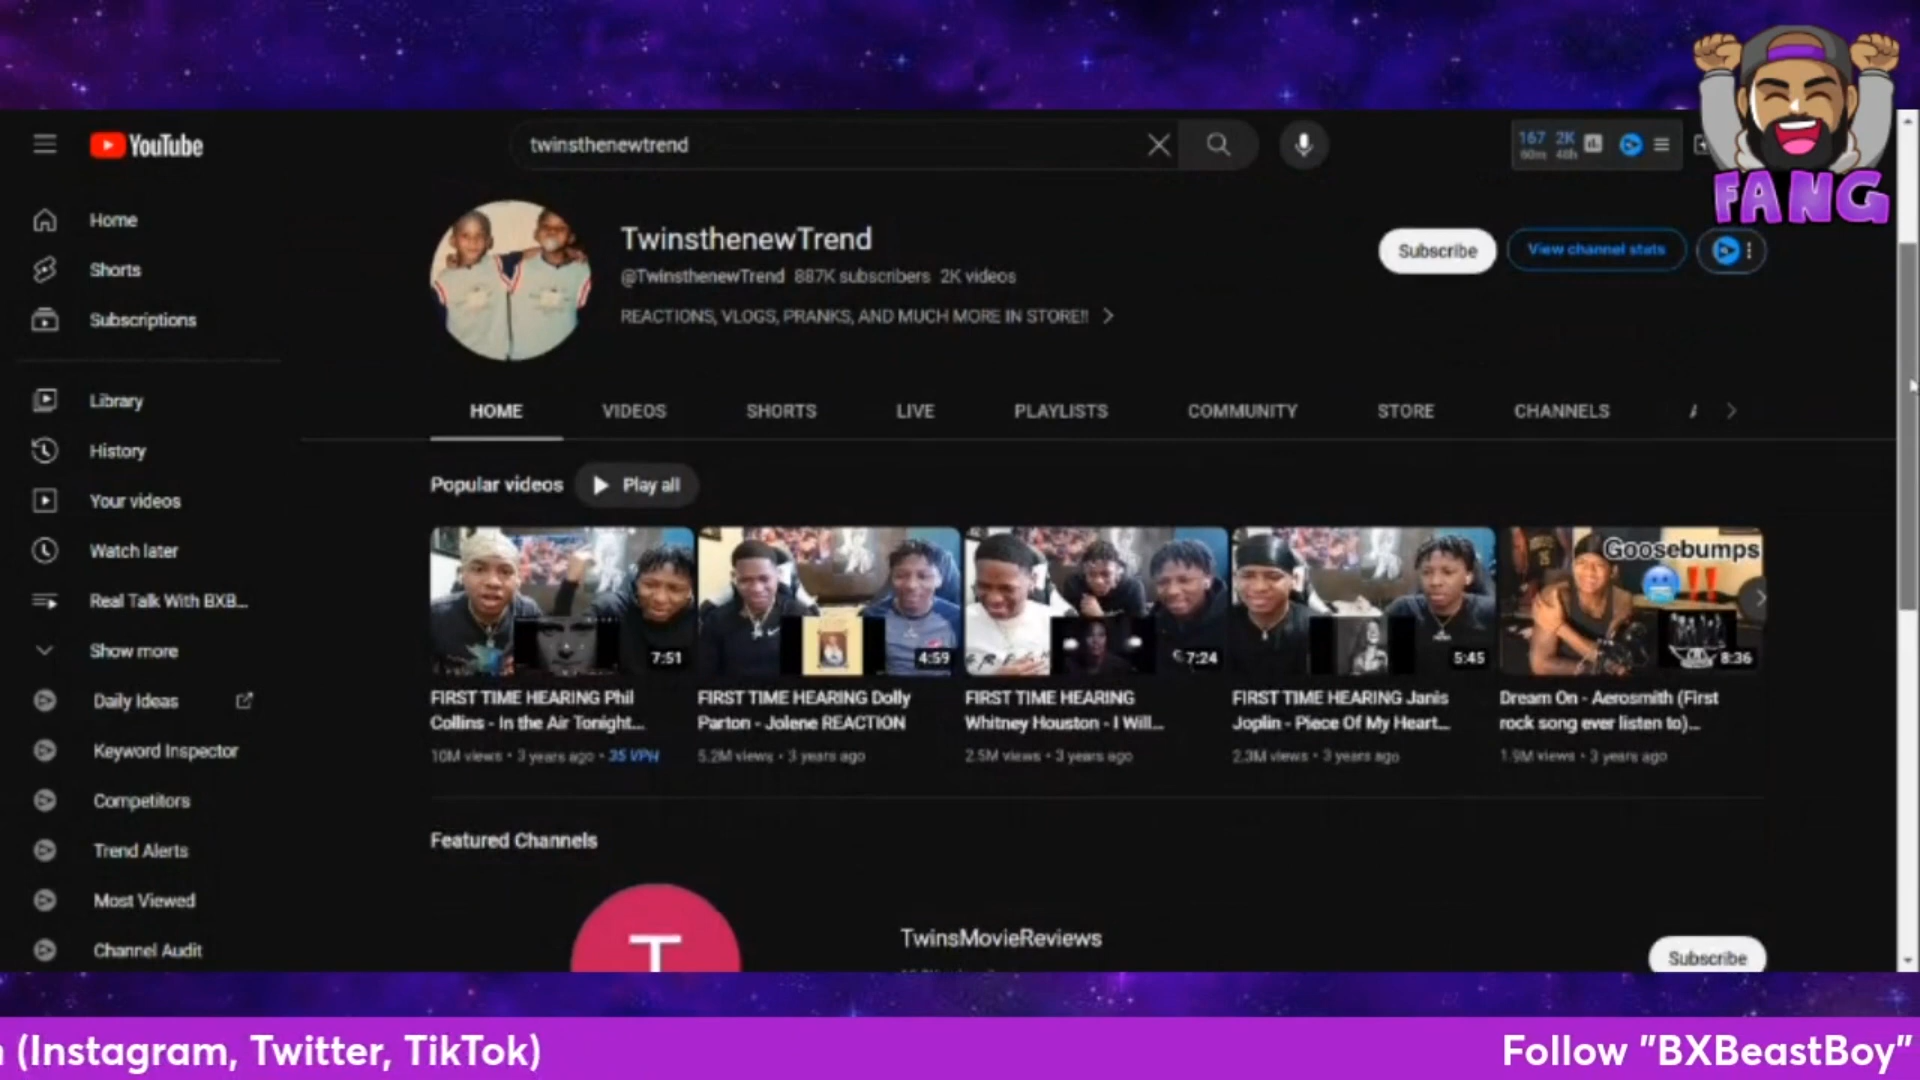 YouTube
twinsthenewtrend
167 2K
60m 48h
FANG
Home
Shorts
Subscriptions
Library
History
Your videos
Watch later
Real Talk With BXB...
Show more
Daily Ideas
Keyword Inspector
Competitors
Trend Alerts
Most Viewed
Channel Audit
TwinsthenewTrend
@TwinsthenewTrend 887K subscribers 2K videos
REACTIONS, VLOGS, PRANKS, AND MUCH MORE IN STORE!!
Subscribe
View channel stats
HOME VIDEOS SHORTS LIVE PLAYLISTS COMMUNITY STORE CHANNELS
Popular videos
Play all
7:51
4:59
7:24
5:45
Goosebumps
8:36
FIRST TIME HEARING Phil
Collins - In the Air Tonight...
10M views • 3 years ago • 35 VPH
FIRST TIME HEARING Dolly
Parton - Jolene REACTION
5.2M views • 3 years ago
FIRST TIME HEARING
Whitney Houston - I Will...
2.5M views • 3 years ago
FIRST TIME HEARING Janis
Joplin - Piece Of My Heart...
2.3M views • 3 years ago
Dream On - Aerosmith (First
rock song ever listen to)...
1.9M views • 3 years ago
Featured Channels
T
TwinsMovieReviews
Subscribe
(Instagram, Twitter, TikTok)
Follow "BXBeastBoy"